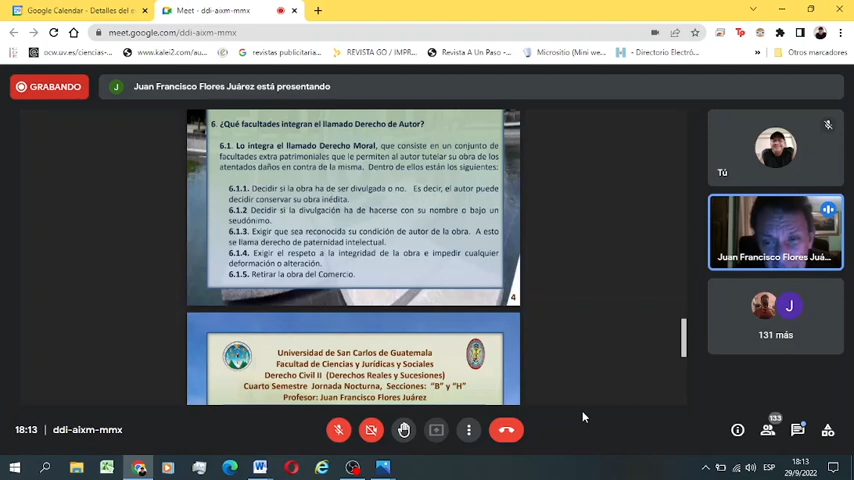 Google Calendar - Detalles del e
Meet - ddi-aixm-mmx
meet.google.com/ddi-aixm-mmx
ocw.uv.es/ciencias-...
www.kalei2.com/aud...
revistas publicitaria...
REVISTA GO / IMPR...
Revista A Un Paso -...
Micrositio (Mini we...
- Directorio Electró...
Otros marcadores
GRABANDO
J
Juan Francisco Flores Juárez está presentando
6. ¿Qué facultades integran el llamado Derecho de Autor?
6.1. Lo integra el llamado Derecho Moral, que consiste en un conjunto de
facultades extra patrimoniales que le permiten al autor tutelar su obra de los
atentados daños en contra de la misma. Dentro de ellos están los siguientes:
6.1.1. Decidir si la obra ha de ser divulgada o no. Es decir, el autor puede
decidir conservar su obra inédita.
6.1.2 Decidir si la divulgación ha de hacerse con su nombre o bajo un
seudónimo.
6.1.3. Exigir que sea reconocida su condición de autor de la obra. A esto
se llama derecho de paternidad intelectual.
6.1.4. Exigir el respeto a la integridad de la obra e impedir cualquier
deformación o alteración.
6.1.5. Retirar la obra del Comercio.
4
Universidad de San Carlos de Guatemala
Facultad de Ciencias y Jurídicas y Sociales
Derecho Civil II (Derechos Reales y Sucesiones)
Cuarto Semestre Jornada Nocturna, Secciones: "B" y "H"
Profesor: Juan Francisco Flores Juárez
Tú
Juan Francisco Flores Juá...
J
131 más
18:13
ddi-aixm-mmx
133
ESP
18:13
29/9/2022